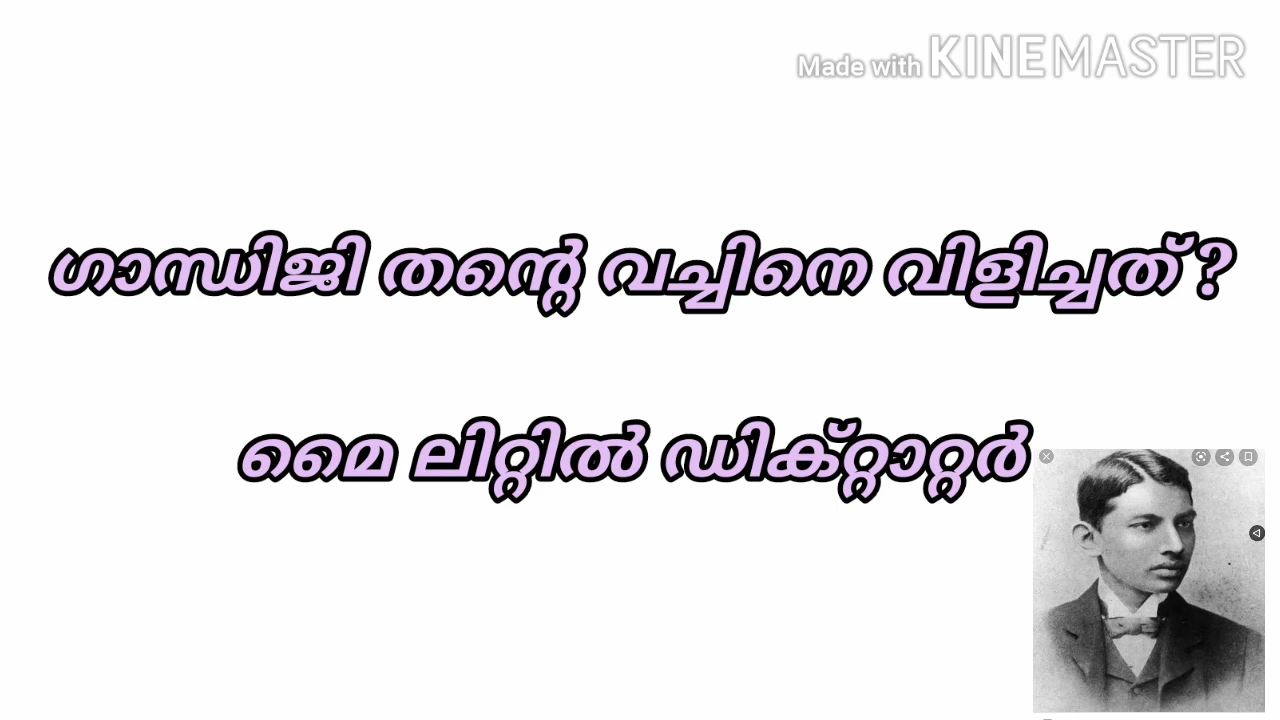 Made with KINEMASTER
ഗാന്ധിജി തന്റെ വച്ചിനെ വിളിച്ചത് ?
മൈ ലിറ്റിൽ ഡിക്റ്റാറ്റർ